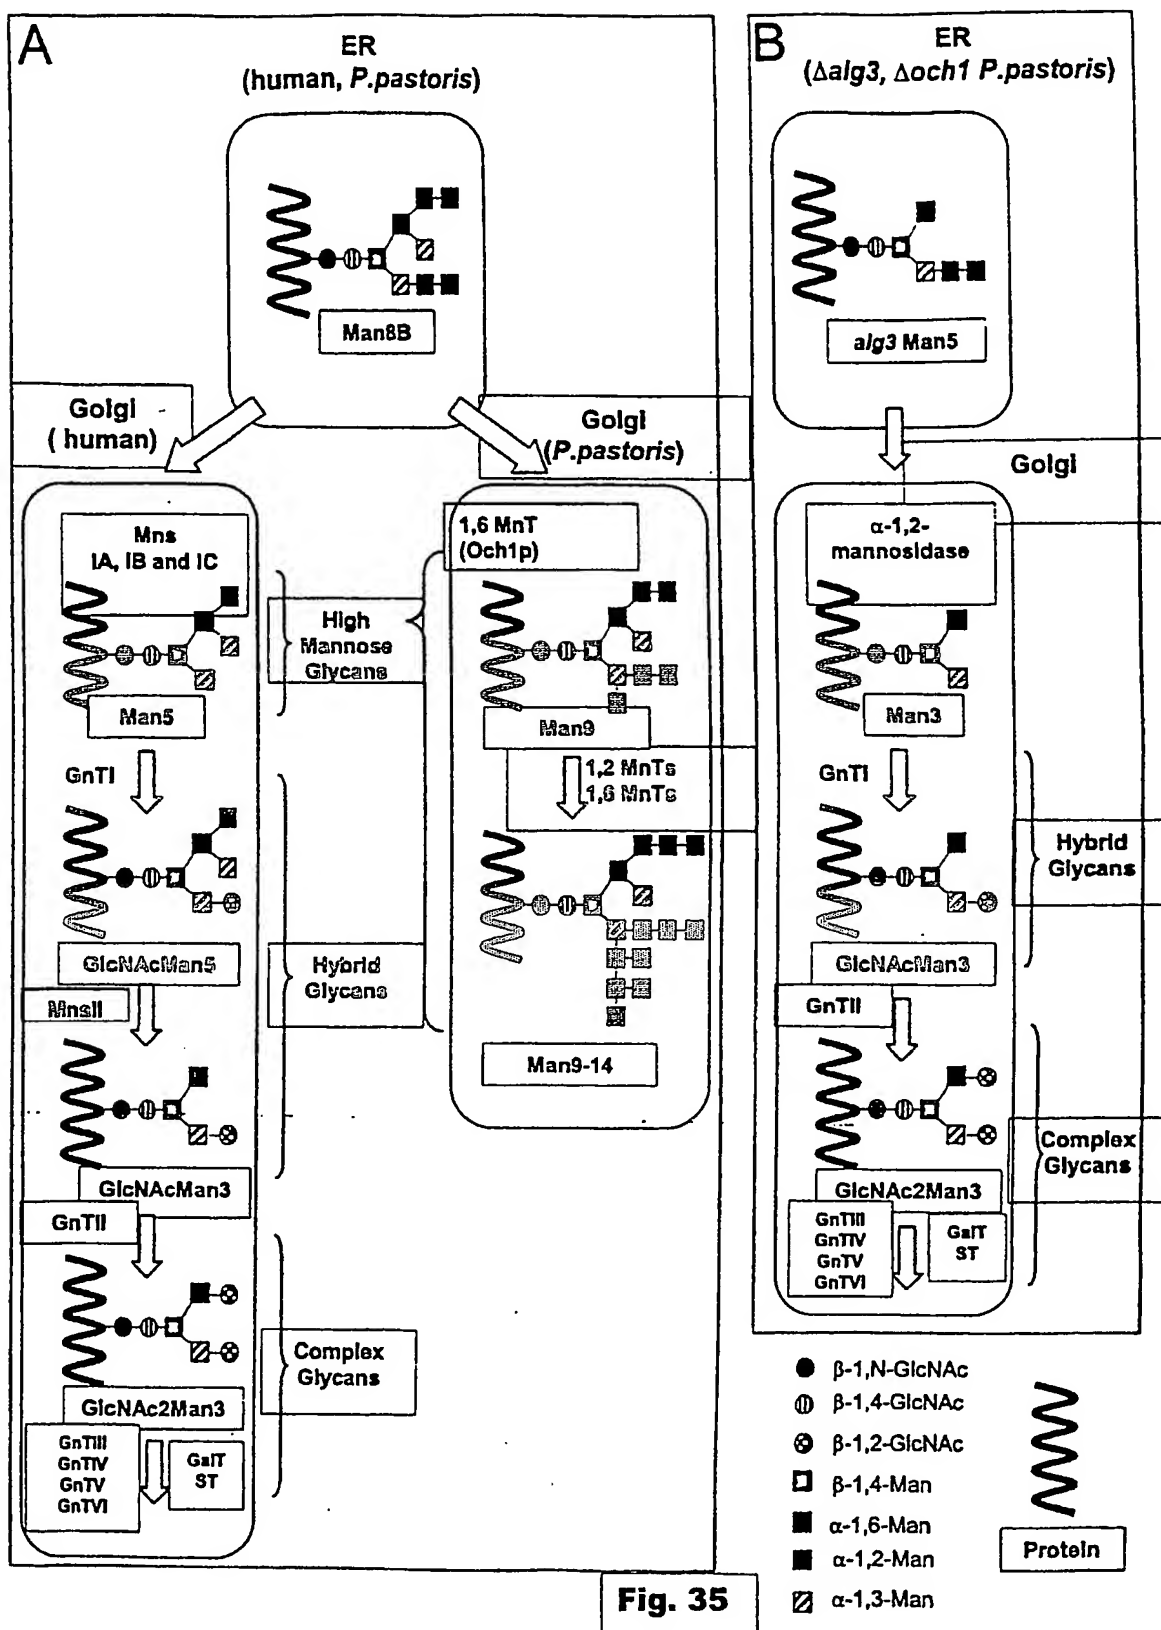 A
ER
(human, P.pastoris)
Man8B
Golgi
( human)
Golgi
(P.pastoris)
Mns
IA, IB and IC
Man5
GnTI
GlcNAcMan5
MnsII
GlcNAcMan3
GnTII
GlcNAc2Man3
GnTIII
GnTIV
GnTV
GnTVI
GalT
ST
High
Mannose
Glycans
Hybrid
Glycans
Complex
Glycans
1,6 MnT
(Och1p)
Man9
1,2 MnTs
1,6 MnTs
Man9-14
B
ER
(Δalg3, Δoch1 P.pastoris)
alg3 Man5
Golgi
α-1,2-
mannosidase
Man3
GnTI
GlcNAcMan3
GnTII
GlcNAc2Man3
GnTIII
GnTIV
GnTV
GnTVI
GalT
ST
Hybrid
Glycans
Complex
Glycans
β-1,N-GlcNAc
β-1,4-GlcNAc
β-1,2-GlcNAc
β-1,4-Man
α-1,6-Man
α-1,2-Man
α-1,3-Man
Protein
Fig. 35